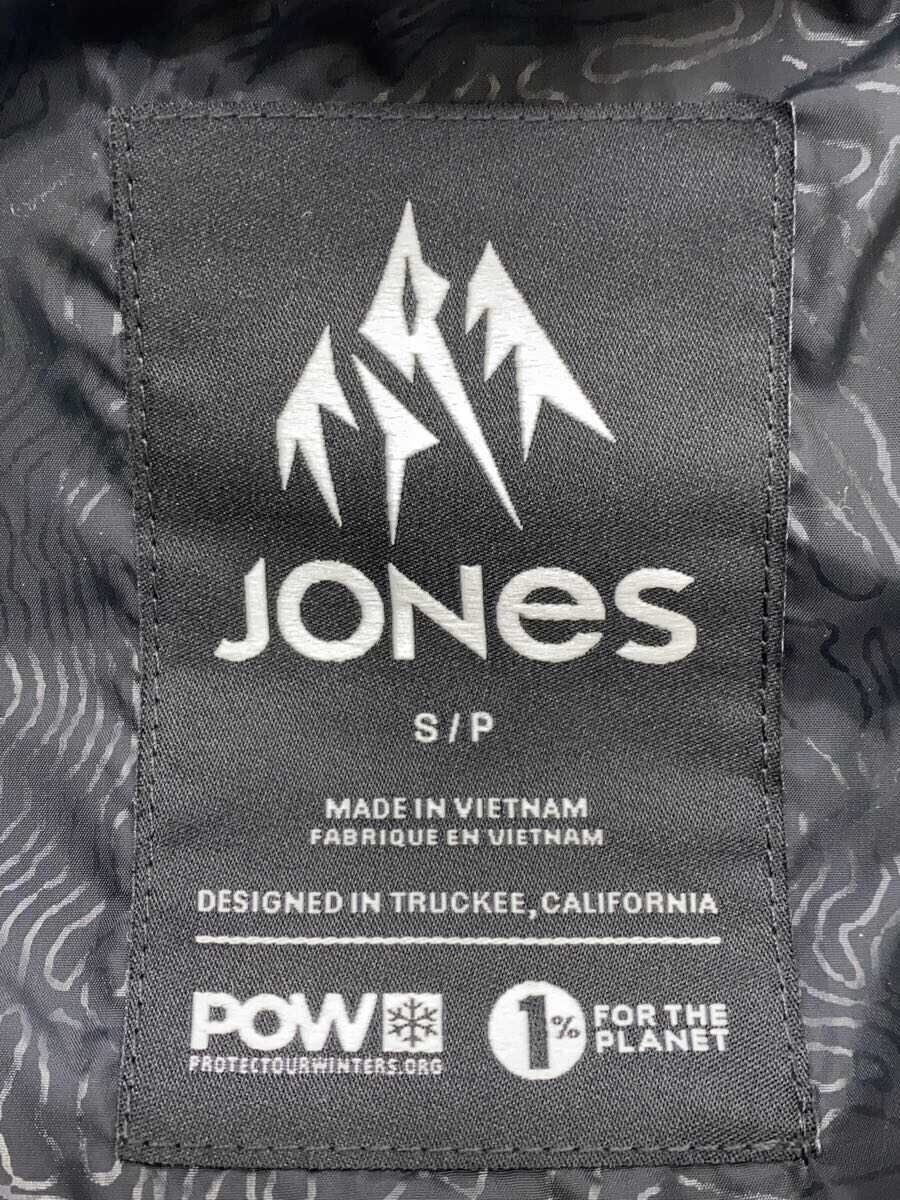 JONeS
S / P
MADE IN VIETNAM
FABRIQUE EN VIETNAM
DESIGNED IN TRUCKEE, CALIFORNIA
POW
PROTECTOURWINTERS.ORG
1% FOR THE
PLANET